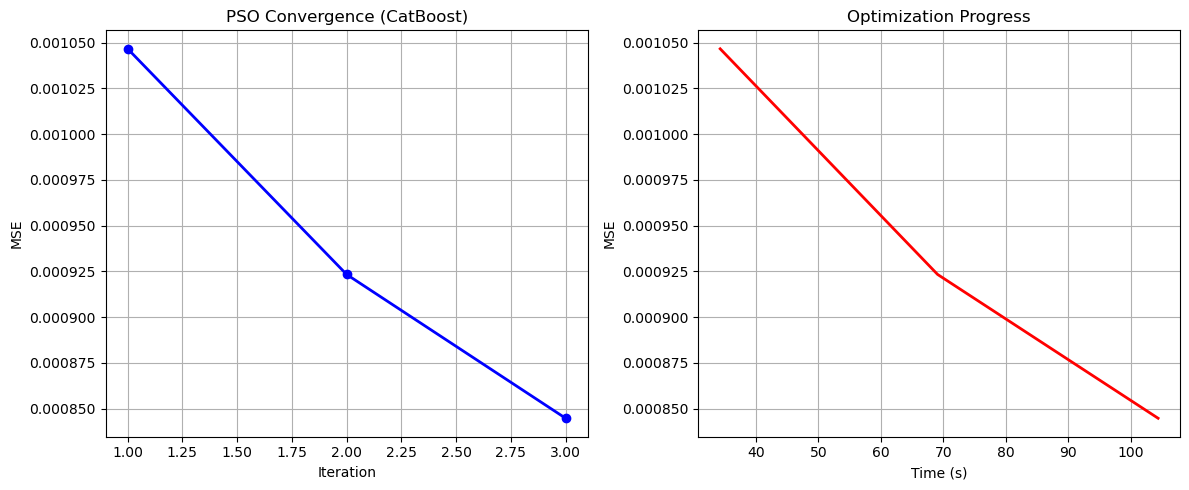 PSO Convergence (CatBoost)
0.001050
0.001025
0.001000
0.000975
0.000950
0.000925
0.000900
0.000875
0.000850
MSE
1.00 1.25 1.50 1.75 2.00 2.25 2.50 2.75 3.00
Iteration
Optimization Progress
0.001050
0.001025
0.001000
0.000975
0.000950
0.000925
0.000900
0.000875
0.000850
MSE
40 50 60 70 80 90 100
Time (s)